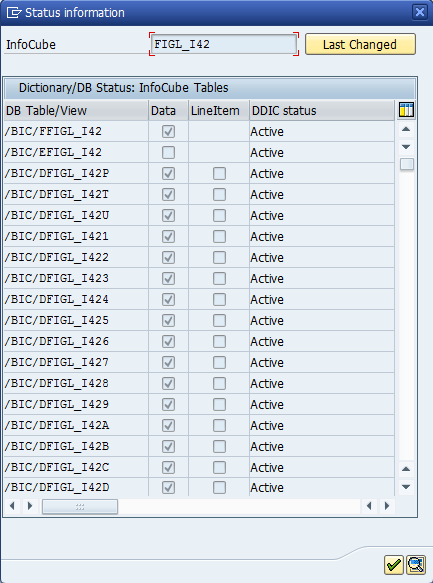 Status information
InfoCube FIGL_I42 Last Changed
Dictionary/DB Status: InfoCube Tables
DB Table/View Data LineItem DDIC status
/BIC/FFIGL_I42 Active
/BIC/EFIGL_I42 Active
/BIC/DFIGL_I42P Active
/BIC/DFIGL_I42T Active
/BIC/DFIGL_I42U Active
/BIC/DFIGL_I421 Active
/BIC/DFIGL_I422 Active
/BIC/DFIGL_I423 Active
/BIC/DFIGL_I424 Active
/BIC/DFIGL_I425 Active
/BIC/DFIGL_I426 Active
/BIC/DFIGL_I427 Active
/BIC/DFIGL_I428 Active
/BIC/DFIGL_I429 Active
/BIC/DFIGL_I42A Active
/BIC/DFIGL_I42B Active
/BIC/DFIGL_I42C Active
/BIC/DFIGL_I42D Active